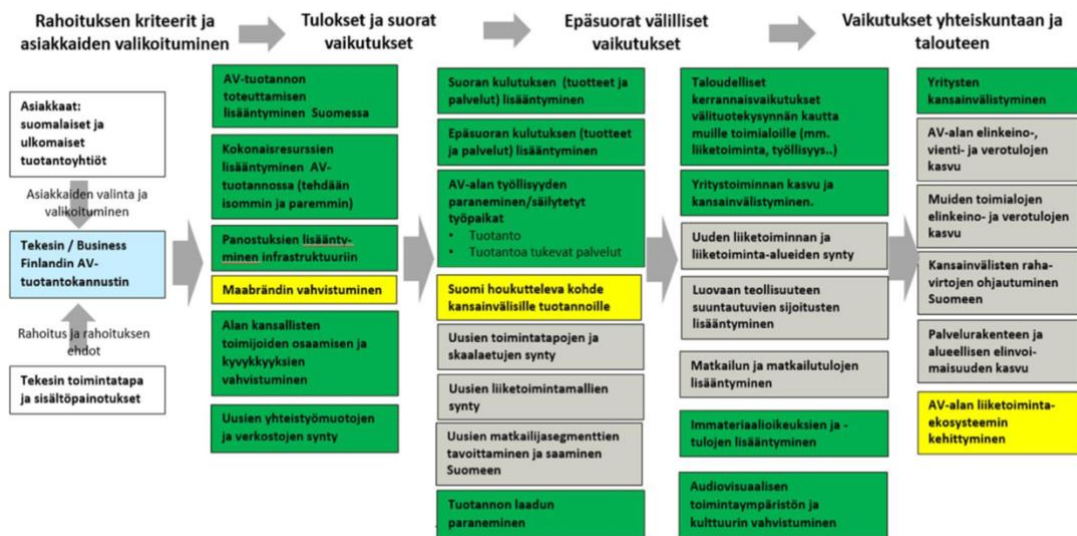 Rahoituksen kriteerit ja
asiakkaiden valikoituminen
Tulokset ja suorat
vaikutukset
Epäsuorat välilliset
vaikutukset
Vaikutukset yhteiskuntaan ja
talouteen
Asiakkaat:
suomalaiset ja
ulkomaiset
tuotantoyhtiöt
Asiakkaiden valinta ja
valikoituminen
Tekesin / Business
Finlandin AV-
tuotantokannustin
Rahoitus ja rahoituksen
ehdot
Tekesin toimintatapa
ja sisältöpainotukset
AV-tuotannon
toteuttamisen
lisääntyminen Suomessa
Kokonaisresurssien
lisääntyminen AV-
tuotannossa (tehdään
isommin ja paremmin)
Panostuksien lisäänty-
minen infrastruktuuriin
Maabrändin vahvistuminen
Alan kansallisten
toimijoiden osaamisen ja
kyvykkyyksien
vahvistuminen
Uusien yhteistyömuotojen
ja verkostojen synty
Suoran kulutuksen (tuotteet ja
palvelut) lisääntyminen
Epäsuoran kulutuksen (tuotteet
ja palvelut) lisääntyminen
AV-alan työllisyyden
paraneminen/säilytetyt
työpaikat
• Tuotanto
• Tuotantoa tukevat palvelut
Suomi houkutteleva kohde
kansainvälisille tuotannoille
Uusien toimintatapojen ja
skaalaetujen synty
Uusien liiketoimintamallien
synty
Uusien matkailijasegmenttien
tavoittaminen ja saaminen
Suomeen
Tuotannon laadun
paraneminen
Taloudelliset
kerrannaisvaikutukset
välituotekysynnän kautta
muille toimialoille (mm.
liiketoiminta, työllisyys..)
Yritystoiminnan kasvu ja
kansainvälistyminen.
Uuden liiketoiminnan ja
liiketoiminta-alueiden synty
Luovaan teollisuuteen
suuntautuvien sijoitusten
lisääntyminen
Matkailun ja matkailutulojen
lisääntyminen
Immateriaalioikeuksien ja -
tulojen lisääntyminen
Audiovisuaalisen
toimintaympäristön ja
kulttuurin vahvistuminen
Yritysten
kansainvälistyminen
AV-alan elinkeino-,
vienti- ja verotulojen
kasvu
Muiden toimialojen
elinkeino- ja verotulojen
kasvu
Kansainvälisten raha-
virtojen ohjautuminen
Suomeen
Palvelurakenteen ja
alueellisen elinvoi-
maisuuden kasvu
AV-alan liiketoiminta-
ekosysteemin
kehittyminen